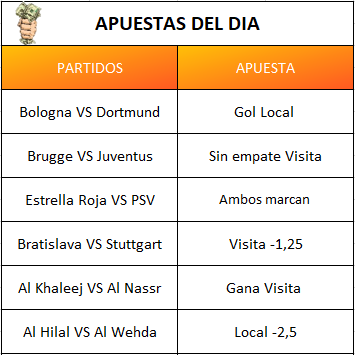 APUESTAS DEL DIA
PARTIDOS APUESTA
Bologna VS Dortmund Gol Local
Brugge VS Juventus Sin empate Visita
Estrella Roja VS PSV Ambos marcan
Bratislava VS Stuttgart Visita -1,25
Al Khaleej VS Al Nassr Gana Visita
Al Hilal VS Al Wehda Local -2,5